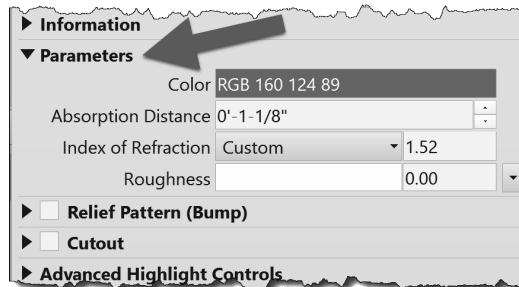 Information
Parameters
Color RGB 160 124 89
Absorption Distance 0'-1-1/8"
Index of Refraction Custom 1.52
Roughness 0.00
Relief Pattern (Bump)
Cutout
Advanced Highlight Controls